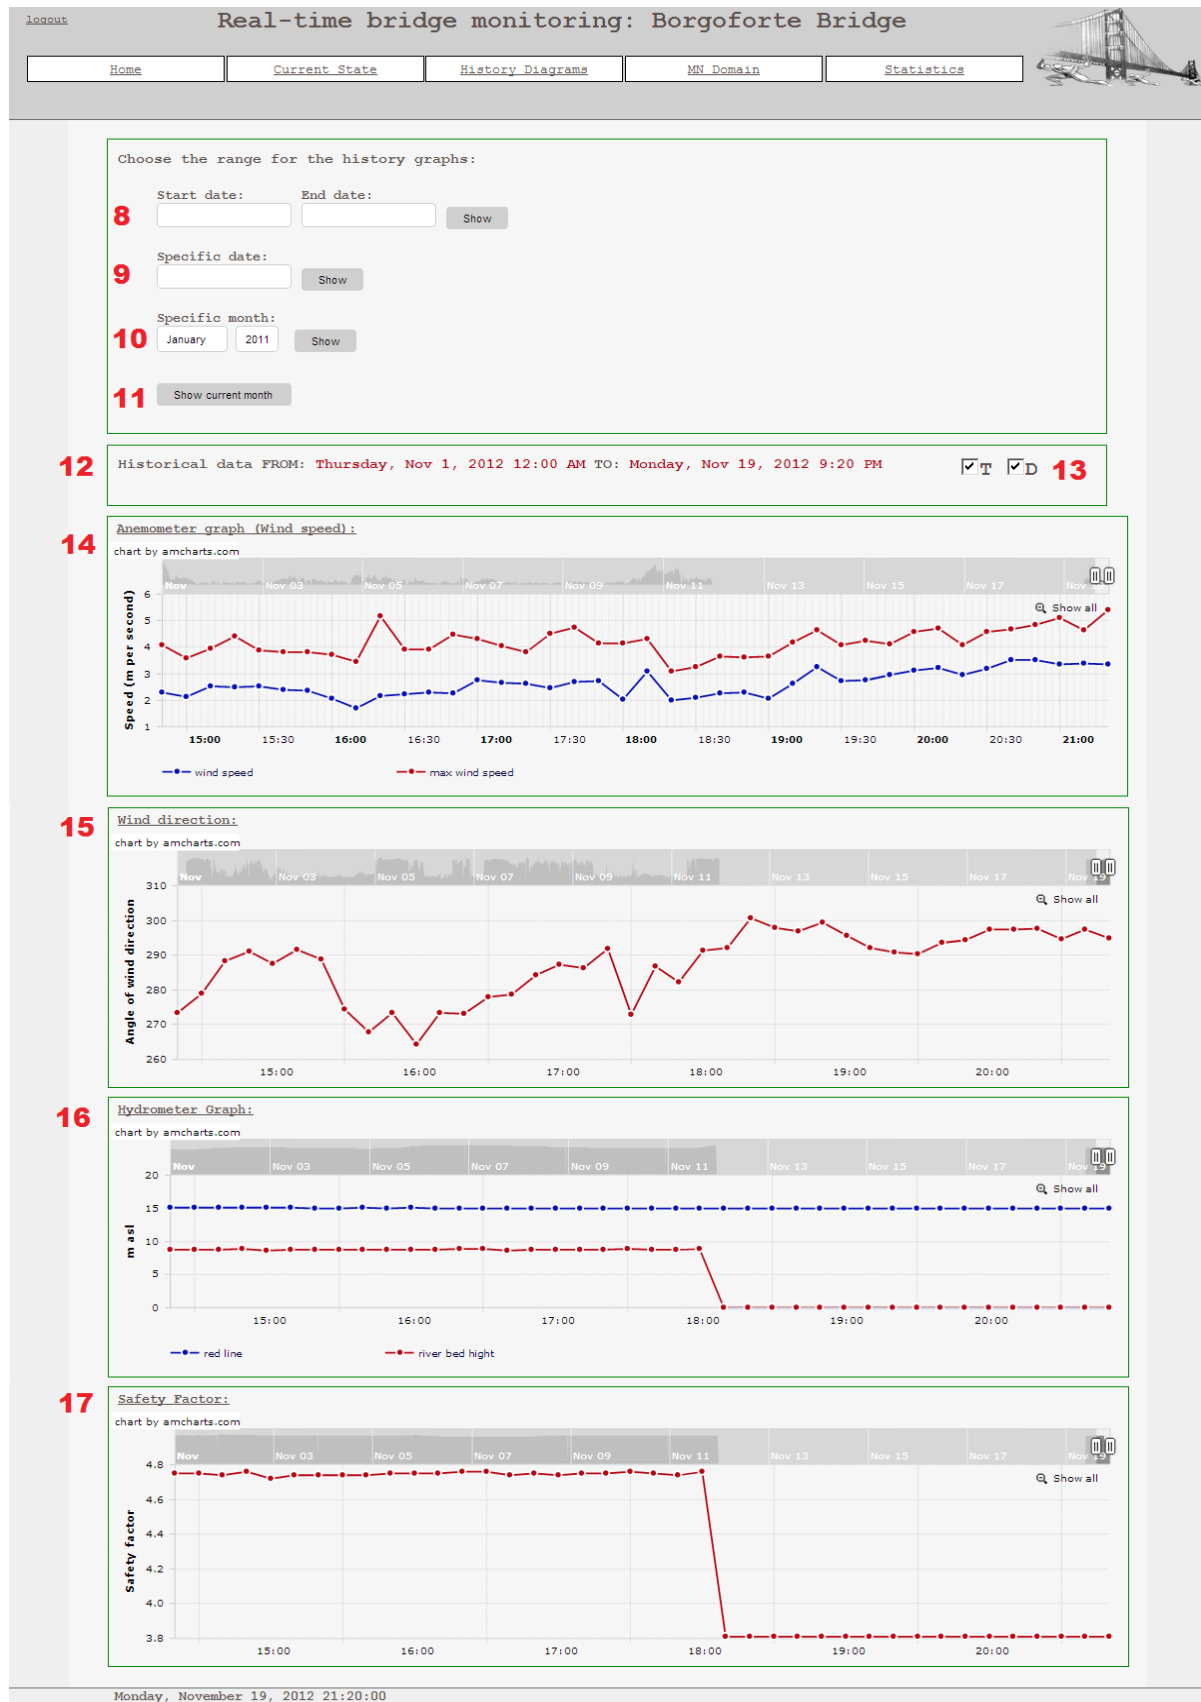 logout
Real-time bridge monitoring: Borgoforte Bridge
Home Current State History Diagrams MN Domain Statistics
Choose the range for the history graphs:
Start date: End date:
8 Show
Specific date:
9 Show
Specific month:
10 January 2011 Show
11 Show current month
12 Historical data FROM: Thursday, Nov 1, 2012 12:00 AM TO: Monday, Nov 19, 2012 9:20 PM T D 13
Anemometer graph (Wind speed):
14
chart by amcharts.com
Nov Nov 03 Nov 05 Nov 07 Nov 09 Nov 11 Nov 13 Nov 15 Nov 17 Nov
Show all
Speed (m per second)
6
5
4
3
2
1
15:00 15:30 16:00 16:30 17:00 17:30 18:00 18:30 19:00 19:30 20:00 20:30 21:00
wind speed max wind speed
15 Wind direction:
chart by amcharts.com
Nov Nov 03 Nov 05 Nov 07 Nov 09 Nov 11 Nov 13 Nov 15 Nov 17 Nov 19
Show all
Angle of wind direction
310
300
290
280
270
260
15:00 16:00 17:00 18:00 19:00 20:00
16 Hydrometer Graph:
chart by amcharts.com
Nov Nov 03 Nov 05 Nov 07 Nov 09 Nov 11 Nov 13 Nov 15 Nov 17 Nov 19
Show all
m asl
20
15
10
5
0
15:00 16:00 17:00 18:00 19:00 20:00
red line river bed hight
17 Safety Factor:
chart by amcharts.com
Nov Nov 03 Nov 05 Nov 07 Nov 09 Nov 11 Nov 13 Nov 15 Nov 17 Nov 19
Show all
Safety factor
4.8
4.6
4.4
4.2
4.0
3.8
15:00 16:00 17:00 18:00 19:00 20:00
Monday, November 19, 2012 21:20:00